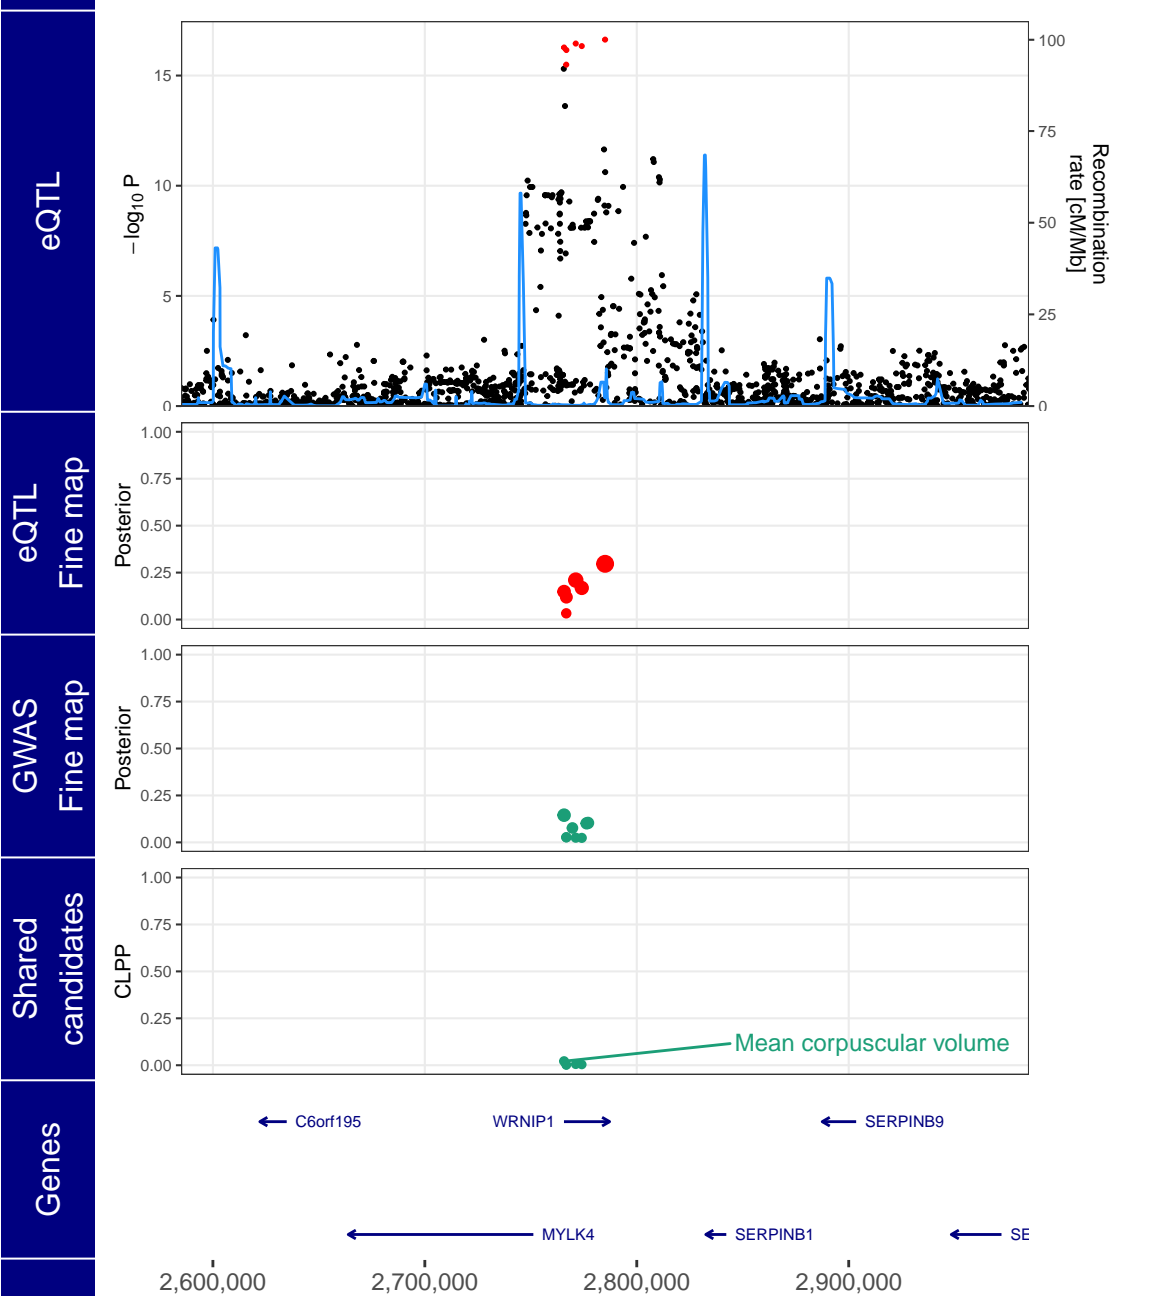 eQTL
−log10 P
15
10
5
0
100
75
50
25
0
Recombination
rate [cM/Mb]
eQTL
Fine map
Posterior
1.00
0.75
0.50
0.25
0.00
GWAS
Fine map
Posterior
1.00
0.75
0.50
0.25
0.00
Shared
candidates
CLPP
1.00
0.75
0.50
0.25
0.00
Mean corpuscular volume
Genes
C6orf195
WRNIP1
SERPINB9
MYLK4
SERPINB1
SE
2,600,000
2,700,000
2,800,000
2,900,000